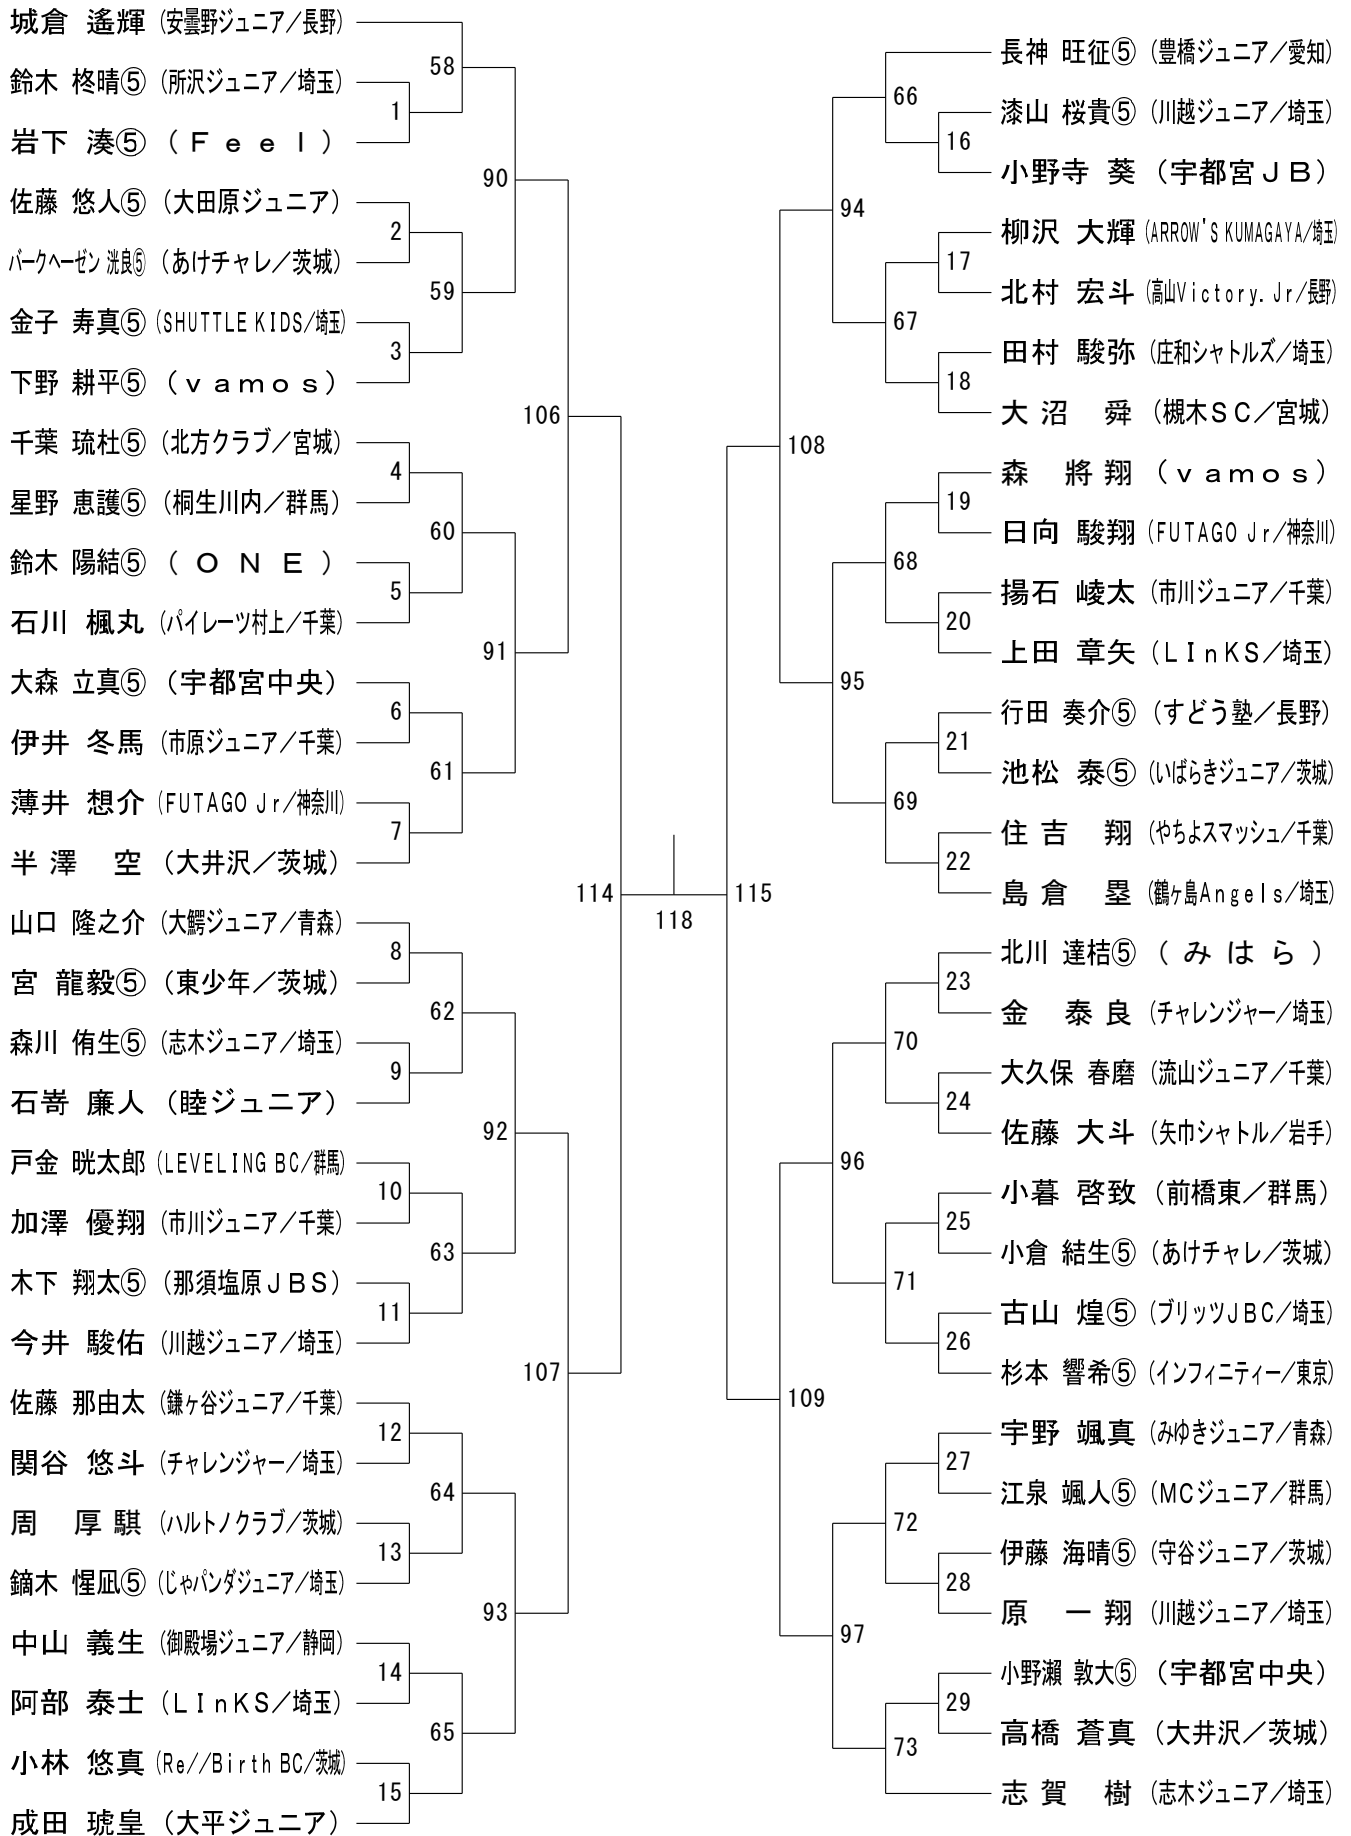 城倉 遙輝 (安曇野ジュニア／長野)
鈴木 柊晴⑤ (所沢ジュニア／埼玉)
岩下 湊⑤ (Ｆｅｅｌ)
佐藤 悠人⑤ (大田原ジュニア)
バークヘーゼン 洸良⑤ (あけチャレ／茨城)
金子 寿真⑤ (SHUTTLE KIDS/埼玉)
下野 耕平⑤ (ｖａｍｏｓ)
千葉 琉杜⑤ (北方クラブ／宮城)
星野 恵護⑤ (桐生川内／群馬)
鈴木 陽結⑤ (ＯＮＥ)
石川 楓丸 (パイレーツ村上／千葉)
大森 立真⑤ (宇都宮中央)
伊井 冬馬 (市原ジュニア／千葉)
薄井 想介 (FUTAGO Jr/神奈川)
半澤 空 (大井沢／茨城)
山口 隆之介 (大鰐ジュニア／青森)
宮 龍毅⑤ (東少年／茨城)
森川 侑生⑤ (志木ジュニア／埼玉)
石嵜 廉人 (睦ジュニア)
戸金 晄太郎 (LEVELING BC/群馬)
加澤 優翔 (市川ジュニア／千葉)
木下 翔太⑤ (那須塩原ＪＢＳ)
今井 駿佑 (川越ジュニア／埼玉)
佐藤 那由太 (鎌ヶ谷ジュニア／千葉)
関谷 悠斗 (チャレンジャー／埼玉)
周 厚騏 (ハルトノクラブ／茨城)
鏑木 惺凪⑤ (じゃパンダジュニア／埼玉)
中山 義生 (御殿場ジュニア／静岡)
阿部 泰士 (ＬＩｎＫＳ／埼玉)
小林 悠真 (Re//Birth BC/茨城)
成田 琥皇 (大平ジュニア)
1
2
3
4
5
6
7
8
9
10
11
12
13
14
15
58
59
60
61
62
63
64
65
90
91
92
93
106
107
114
118
115
108
109
94
95
96
97
66
67
68
69
70
71
72
73
16
17
18
19
20
21
22
23
24
25
26
27
28
29
長神 旺征⑤ (豊橋ジュニア／愛知)
漆山 桜貴⑤ (川越ジュニア／埼玉)
小野寺 葵 (宇都宮ＪＢ)
柳沢 大輝 (ARROW'S KUMAGAYA/埼玉)
北村 宏斗 (高山Victory.Jr/長野)
田村 駿弥 (庄和シャトルズ／埼玉)
大沼 舜 (槻木ＳＣ／宮城)
森 將翔 (ｖａｍｏｓ)
日向 駿翔 (FUTAGO Jr/神奈川)
揚石 崚太 (市川ジュニア／千葉)
上田 章矢 (ＬＩｎＫＳ／埼玉)
行田 奏介⑤ (すどう塾／長野)
池松 泰⑤ (いばらきジュニア／茨城)
住吉 翔 (やちよスマッシュ／千葉)
島倉 塁 (鶴ヶ島Angels/埼玉)
北川 達桔⑤ (みはら)
金 泰良 (チャレンジャー／埼玉)
大久保 春磨 (流山ジュニア／千葉)
佐藤 大斗 (矢巾シャトル／岩手)
小暮 啓致 (前橋東／群馬)
小倉 結生⑤ (あけチャレ／茨城)
古山 煌⑤ (ブリッツＪＢＣ／埼玉)
杉本 響希⑤ (インフィニティー／東京)
宇野 颯真 (みゆきジュニア／青森)
江泉 颯人⑤ (ＭＣジュニア／群馬)
伊藤 海晴⑤ (守谷ジュニア／茨城)
原 一翔 (川越ジュニア／埼玉)
小野瀬 敦大⑤ (宇都宮中央)
高橋 蒼真 (大井沢／茨城)
志賀 樹 (志木ジュニア／埼玉)